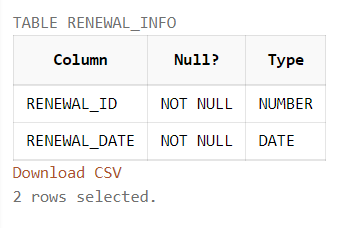 TABLE RENEWAL_INFO
Column Null? Type
RENEWAL_ID NOT NULL NUMBER
RENEWAL_DATE NOT NULL DATE
Download CSV
2 rows selected.